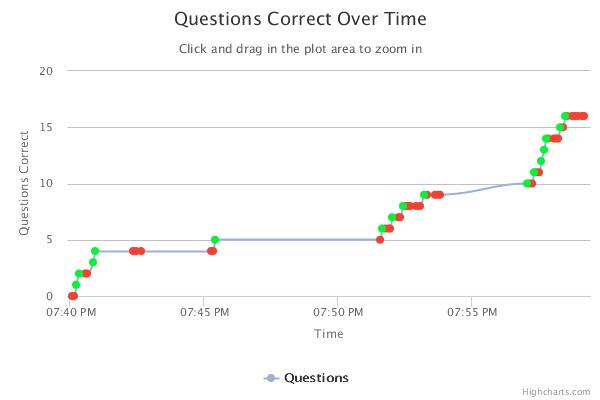 Questions Correct Over Time
Click and drag in the plot area to zoom in
20
15
10
5
0
Questions Correct
07:40 PM 07:45 PM 07:50 PM 07:55 PM
Time
Questions
Highcharts.com